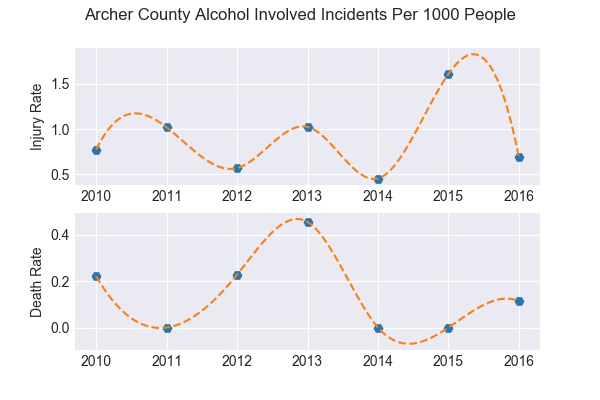 Archer County Alcohol Involved Incidents Per 1000 People
Injury Rate
1.5
1.0
0.5
2010 2011 2012 2013 2014 2015 2016
Death Rate
0.4
0.2
0.0
2010 2011 2012 2013 2014 2015 2016